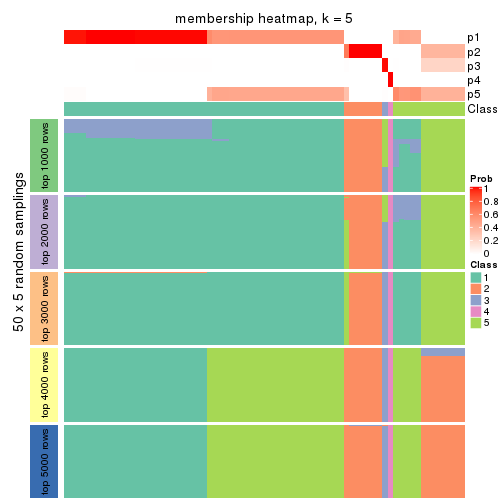 membership heatmap, k = 5
p1
p2
p3
p4
p5
Class
50 x 5 random samplings
top 1000 rows
top 2000 rows
top 3000 rows
top 4000 rows
top 5000 rows
Prob
1
0.8
0.6
0.4
0.2
0
Class
1
2
3
4
5